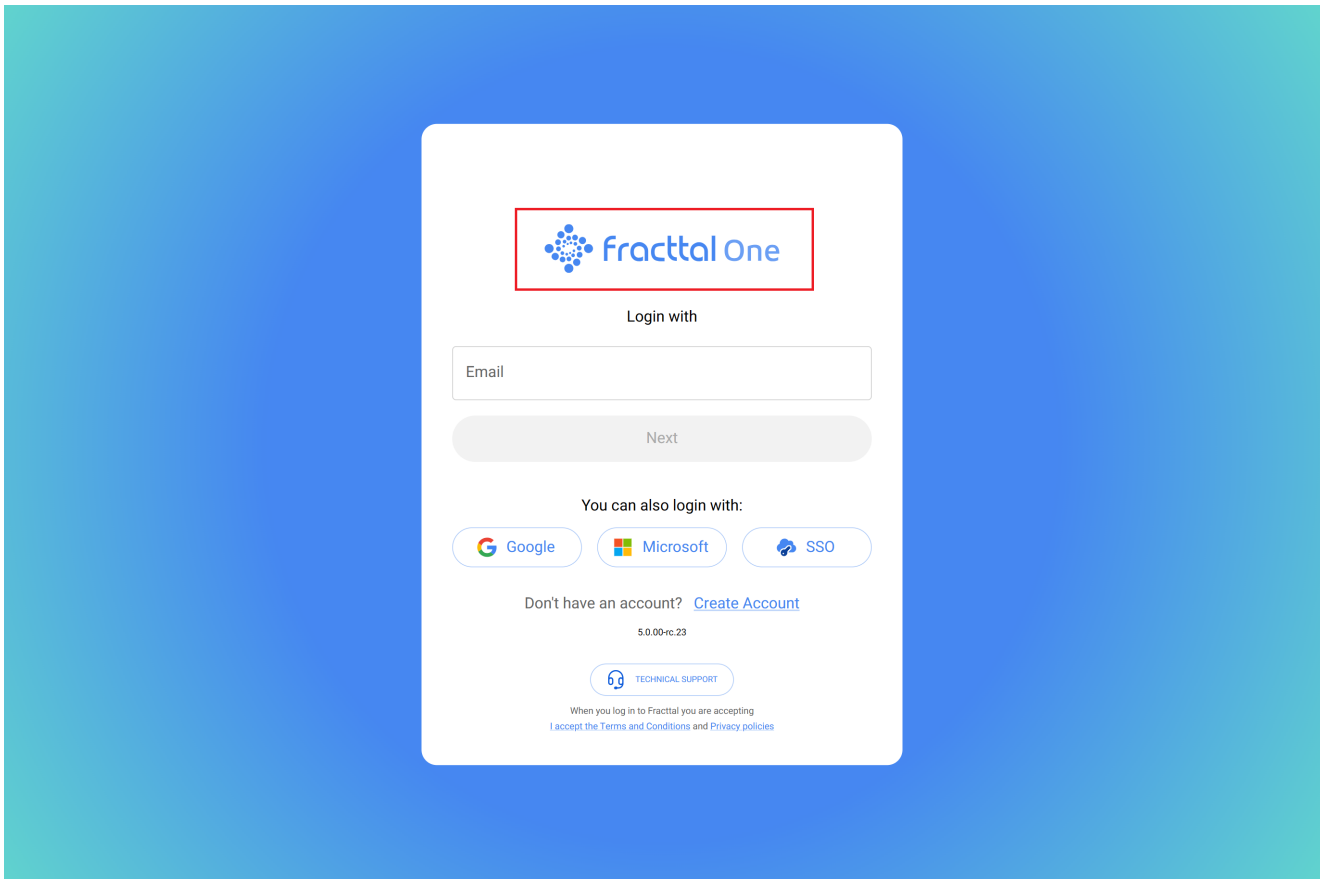 fracttal One
Login with
Email
Next
You can also login with:
Google Microsoft SSO
Don't have an account? Create Account
5.0.00-rc.23
TECHNICAL SUPPORT
When you log in to Fracttal you are accepting
I accept the Terms and Conditions and Privacy policies